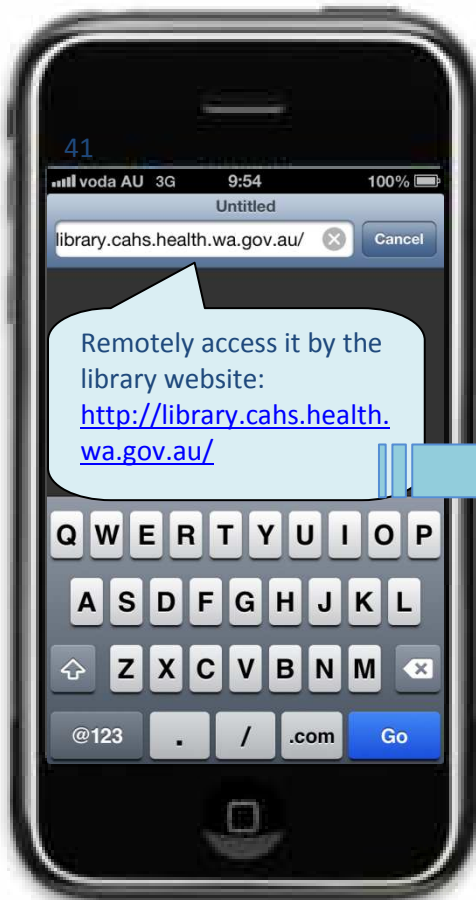 41
voda AU 3G 9:54 100%
Untitled
library.cahs.health.wa.gov.au/ Cancel
Remotely access it by the
library website:
http://library.cahs.health.
wa.gov.au/
Q W E R T Y U I O P
A S D F G H J K L
Z X C V B N M
@123 . / .com Go